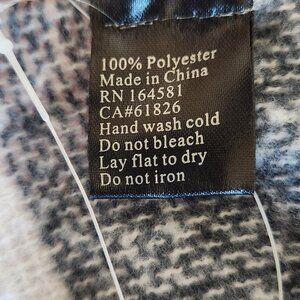 100% Polyester
Made in China
RN 164581
CA#61826
Hand wash cold
Do not bleach
Lay flat to dry
Do not iron